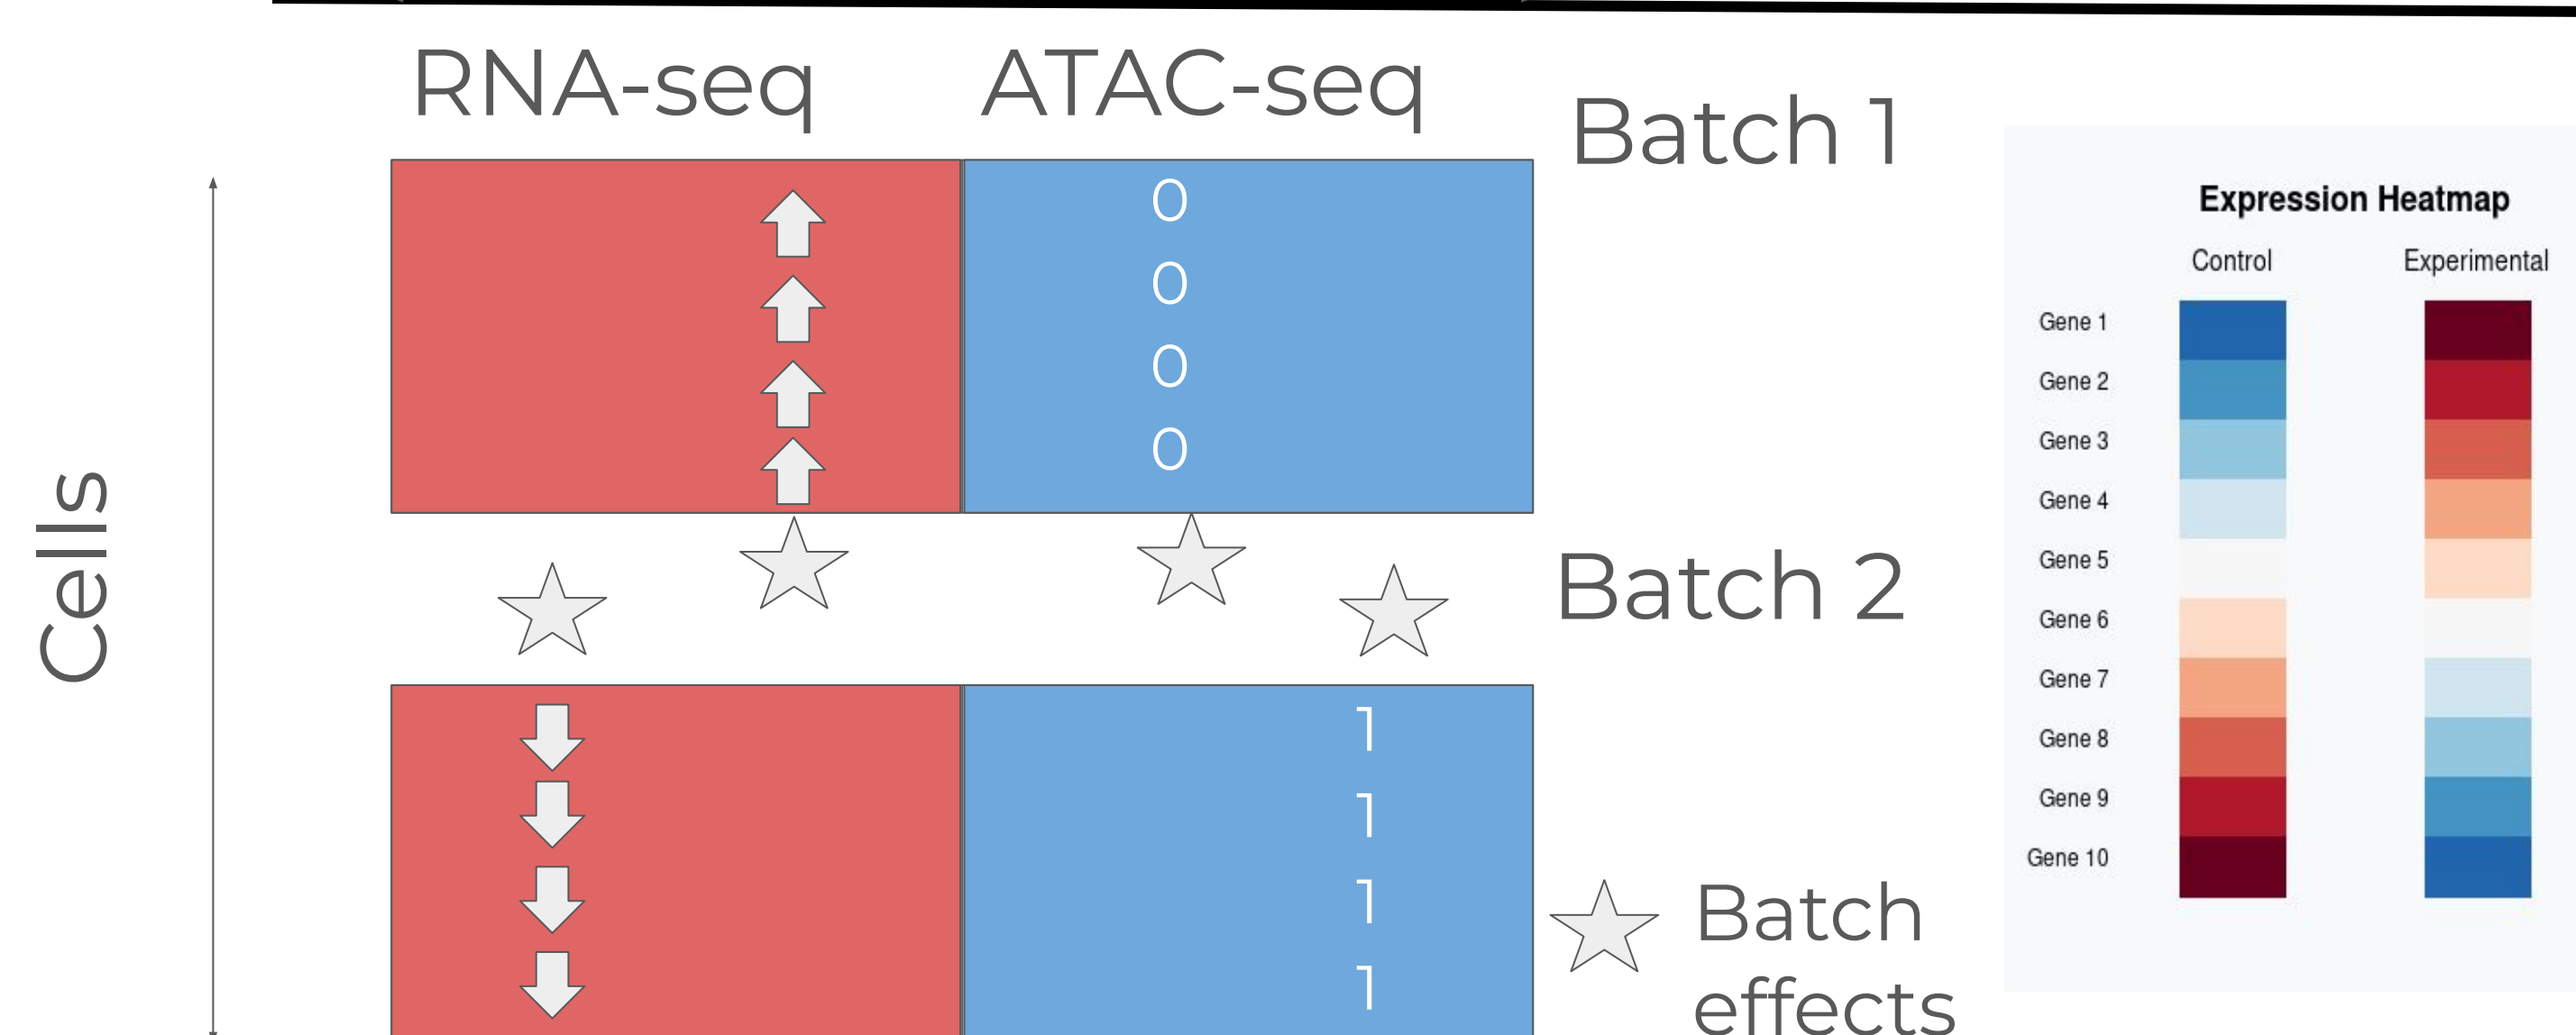 RNA-seq ATAC-seq
Batch 1
Cells
0
0
0
0
Batch 2
1
1
1
1
Batch
effects
Expression Heatmap
Control Experimental
Gene 1
Gene 2
Gene 3
Gene 4
Gene 5
Gene 6
Gene 7
Gene 8
Gene 9
Gene 10